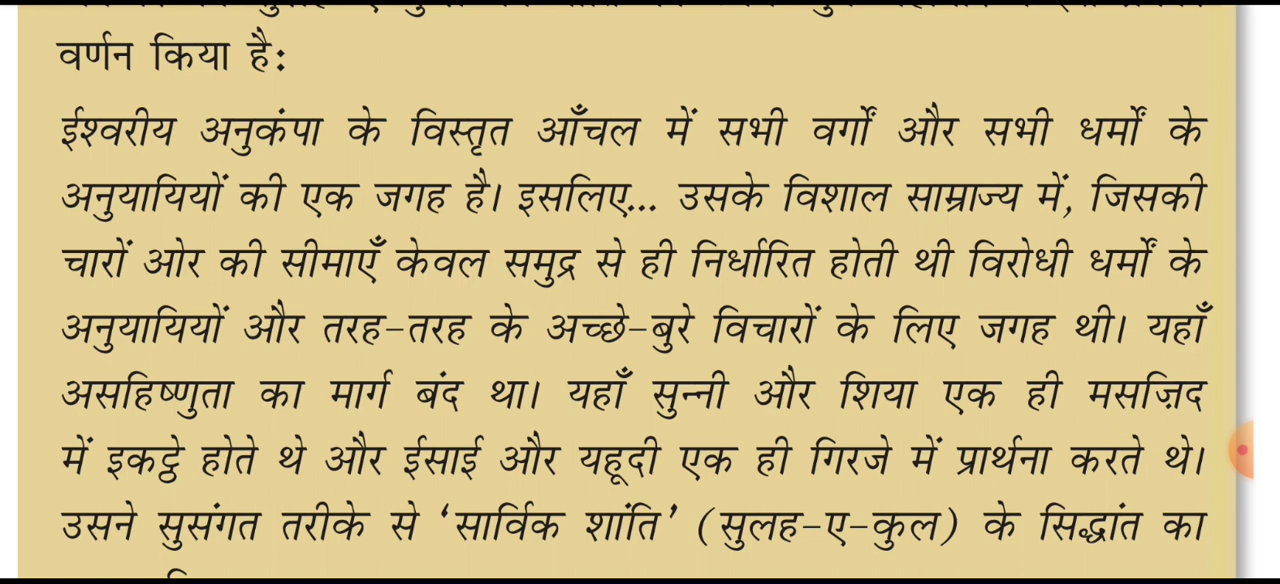 वर्णन किया है:
ईश्वरीय अनुकंपा के विस्तृत आँचल में सभी वर्गों और सभी धर्मों के
अनुयायियों की एक जगह है। इसलिए... उसके विशाल साम्राज्य में, जिसकी
चारों ओर की सीमाएँ केवल समुद्र से ही निर्धारित होती थी विरोधी धर्मों के
अनुयायियों और तरह-तरह के अच्छे-बुरे विचारों के लिए जगह थी। यहाँ
असहिष्णुता का मार्ग बंद था। यहाँ सुन्नी और शिया एक ही मसज़िद
में इकट्ठे होते थे और ईसाई और यहूदी एक ही गिरजे में प्रार्थना करते थे।
उसने सुसंगत तरीके से ‘सार्विक शांति’ (सुलह-ए-कुल) के सिद्धांत का